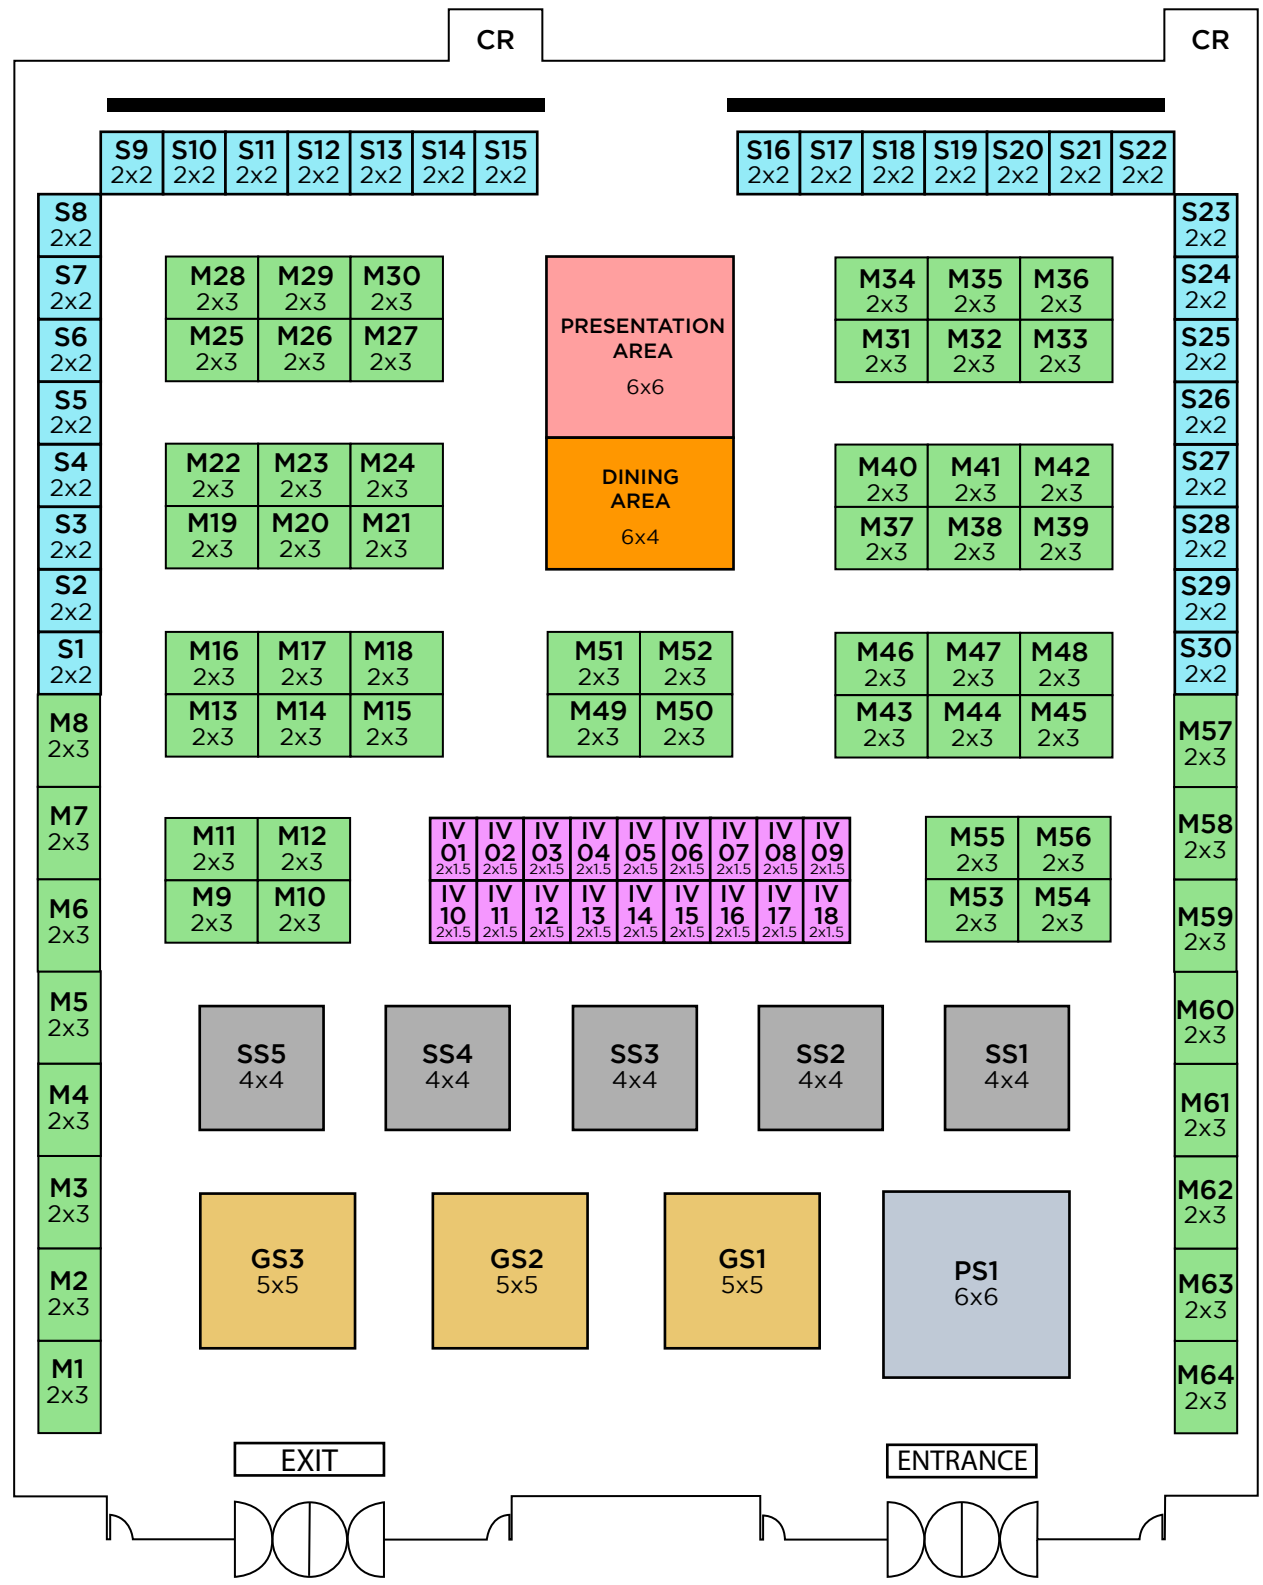 CR
CR
S9
2x2
S10
2x2
S11
2x2
S12
2x2
S13
2x2
S14
2x2
S15
2x2
S16
2x2
S17
2x2
S18
2x2
S19
2x2
S20
2x2
S21
2x2
S22
2x2
S8
2x2
S7
2x2
S6
2x2
S5
2x2
S4
2x2
S3
2x2
S2
2x2
S1
2x2
M8
2x3
M7
2x3
M6
2x3
M5
2x3
M4
2x3
M3
2x3
M2
2x3
M1
2x3
M28
2x3
M29
2x3
M30
2x3
M25
2x3
M26
2x3
M27
2x3
M22
2x3
M23
2x3
M24
2x3
M19
2x3
M20
2x3
M21
2x3
M16
2x3
M17
2x3
M18
2x3
M13
2x3
M14
2x3
M15
2x3
M11
2x3
M12
2x3
M9
2x3
M10
2x3
PRESENTATION
AREA
6x6
DINING
AREA
6x4
M51
2x3
M52
2x3
M49
2x3
M50
2x3
IV
01
2x1.5
IV
02
2x1.5
IV
03
2x1.5
IV
04
2x1.5
IV
05
2x1.5
IV
06
2x1.5
IV
07
2x1.5
IV
08
2x1.5
IV
09
2x1.5
IV
10
2x1.5
IV
11
2x1.5
IV
12
2x1.5
IV
13
2x1.5
IV
14
2x1.5
IV
15
2x1.5
IV
16
2x1.5
IV
17
2x1.5
IV
18
2x1.5
M34
2x3
M35
2x3
M36
2x3
M31
2x3
M32
2x3
M33
2x3
M40
2x3
M41
2x3
M42
2x3
M37
2x3
M38
2x3
M39
2x3
M46
2x3
M47
2x3
M48
2x3
M43
2x3
M44
2x3
M45
2x3
M55
2x3
M56
2x3
M53
2x3
M54
2x3
S23
2x2
S24
2x2
S25
2x2
S26
2x2
S27
2x2
S28
2x2
S29
2x2
S30
2x2
M57
2x3
M58
2x3
M59
2x3
M60
2x3
M61
2x3
M62
2x3
M63
2x3
M64
2x3
SS5
4x4
SS4
4x4
SS3
4x4
SS2
4x4
SS1
4x4
GS3
5x5
GS2
5x5
GS1
5x5
PS1
6x6
EXIT
ENTRANCE